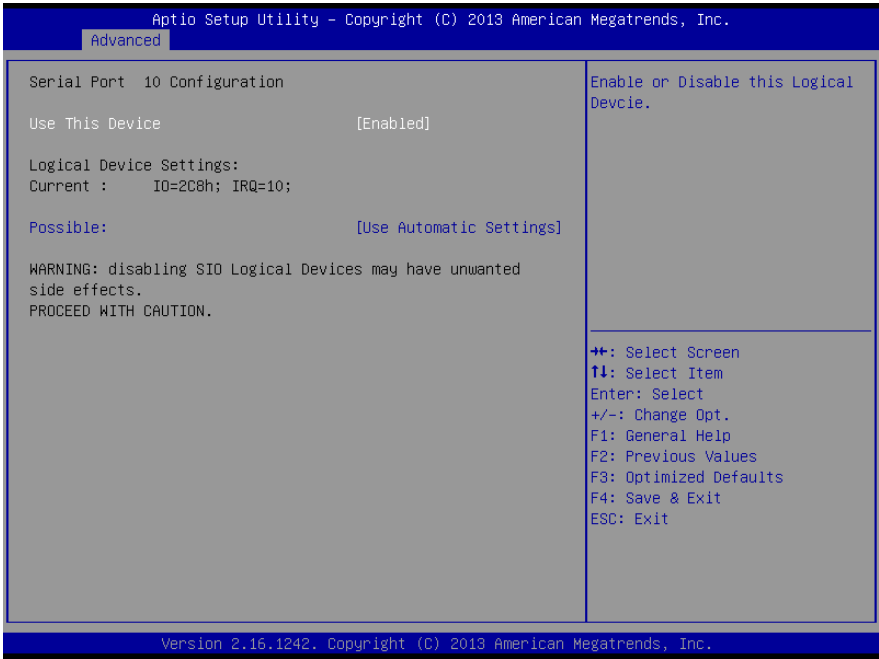 Aptio Setup Utility – Copyright (C) 2013 American Megatrends, Inc.
Advanced
Serial Port 10 Configuration
Use This Device [Enabled]
Logical Device Settings:
Current : IO=2C8h; IRQ=10;
Possible: [Use Automatic Settings]
WARNING: disabling SIO Logical Devices may have unwanted
side effects.
PROCEED WITH CAUTION.
Enable or Disable this Logical
Devcie.
→←: Select Screen
↑↓: Select Item
Enter: Select
+/-: Change Opt.
F1: General Help
F2: Previous Values
F3: Optimized Defaults
F4: Save & Exit
ESC: Exit
Version 2.16.1242. Copyright (C) 2013 American Megatrends, Inc.